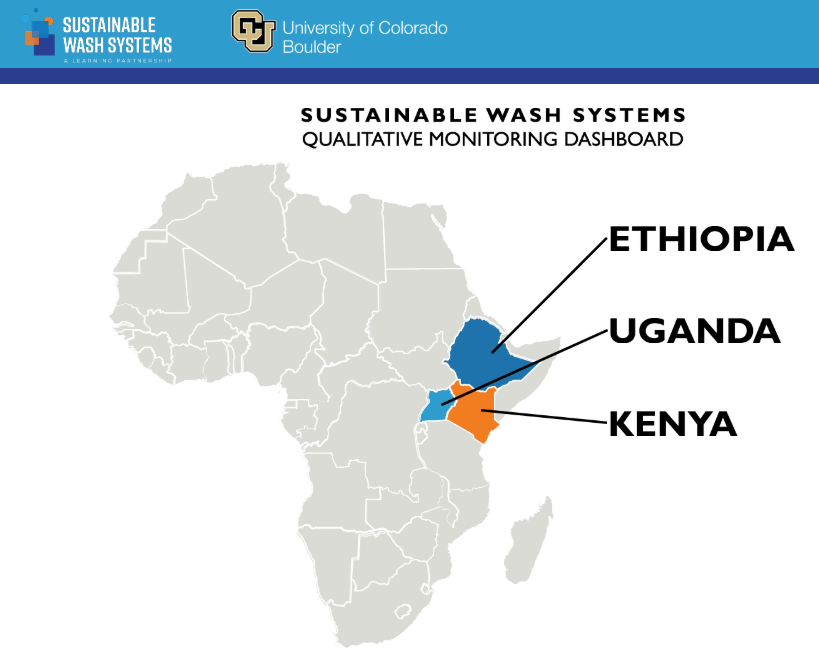 SUSTAINABLE
WASH SYSTEMS
A LEARNING PARTNERSHIP
CU
University of Colorado
Boulder
SUSTAINABLE WASH SYSTEMS
QUALITATIVE MONITORING DASHBOARD
ETHIOPIA
UGANDA
KENYA